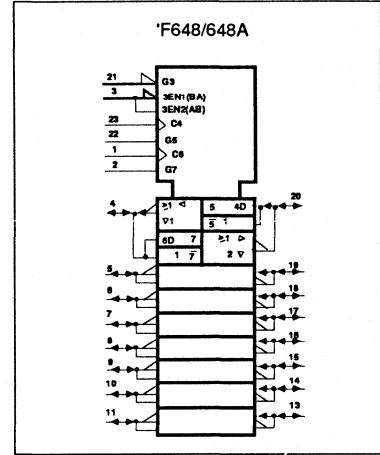 'F648/648A
21 G3
3 3EN1(BA)
3EN2(AB)
23 C4
22 G5
1 C6
2 G7
4 ≥1 ◁ 5 4D 20
▽1 5̅ 1
6D 7 ≥1 ▷
1 7̅ 2 ▽
5 19
6 18
7 17
8 16
9 15
10 14
11 13